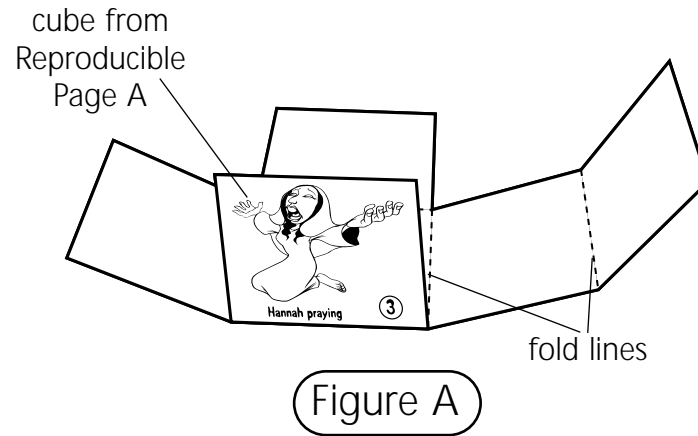 cube from
Reproducible
Page A
Hannah praying
3
fold lines
Figure A